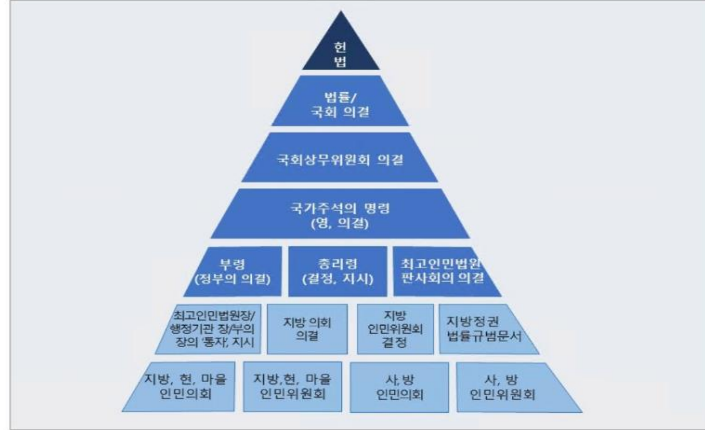 헌
법
법률/
국회 의결
국회상무위원회 의결
국가주석의 명령
(영, 의결)
부령
(정부의 의결)
총리령
(결정, 지시)
최고인민법원
판사회의 의결
최고인민법원장/
행정기관 장/부의
장의 '통자, 지시
지방 의회
의결
지방
인민위원회
결정
지방정권
법률규범문서
지방, 현, 마을
인민의회
지방,현, 마을
인민위원회
사, 방
인민의회
사, 방
인민위원회